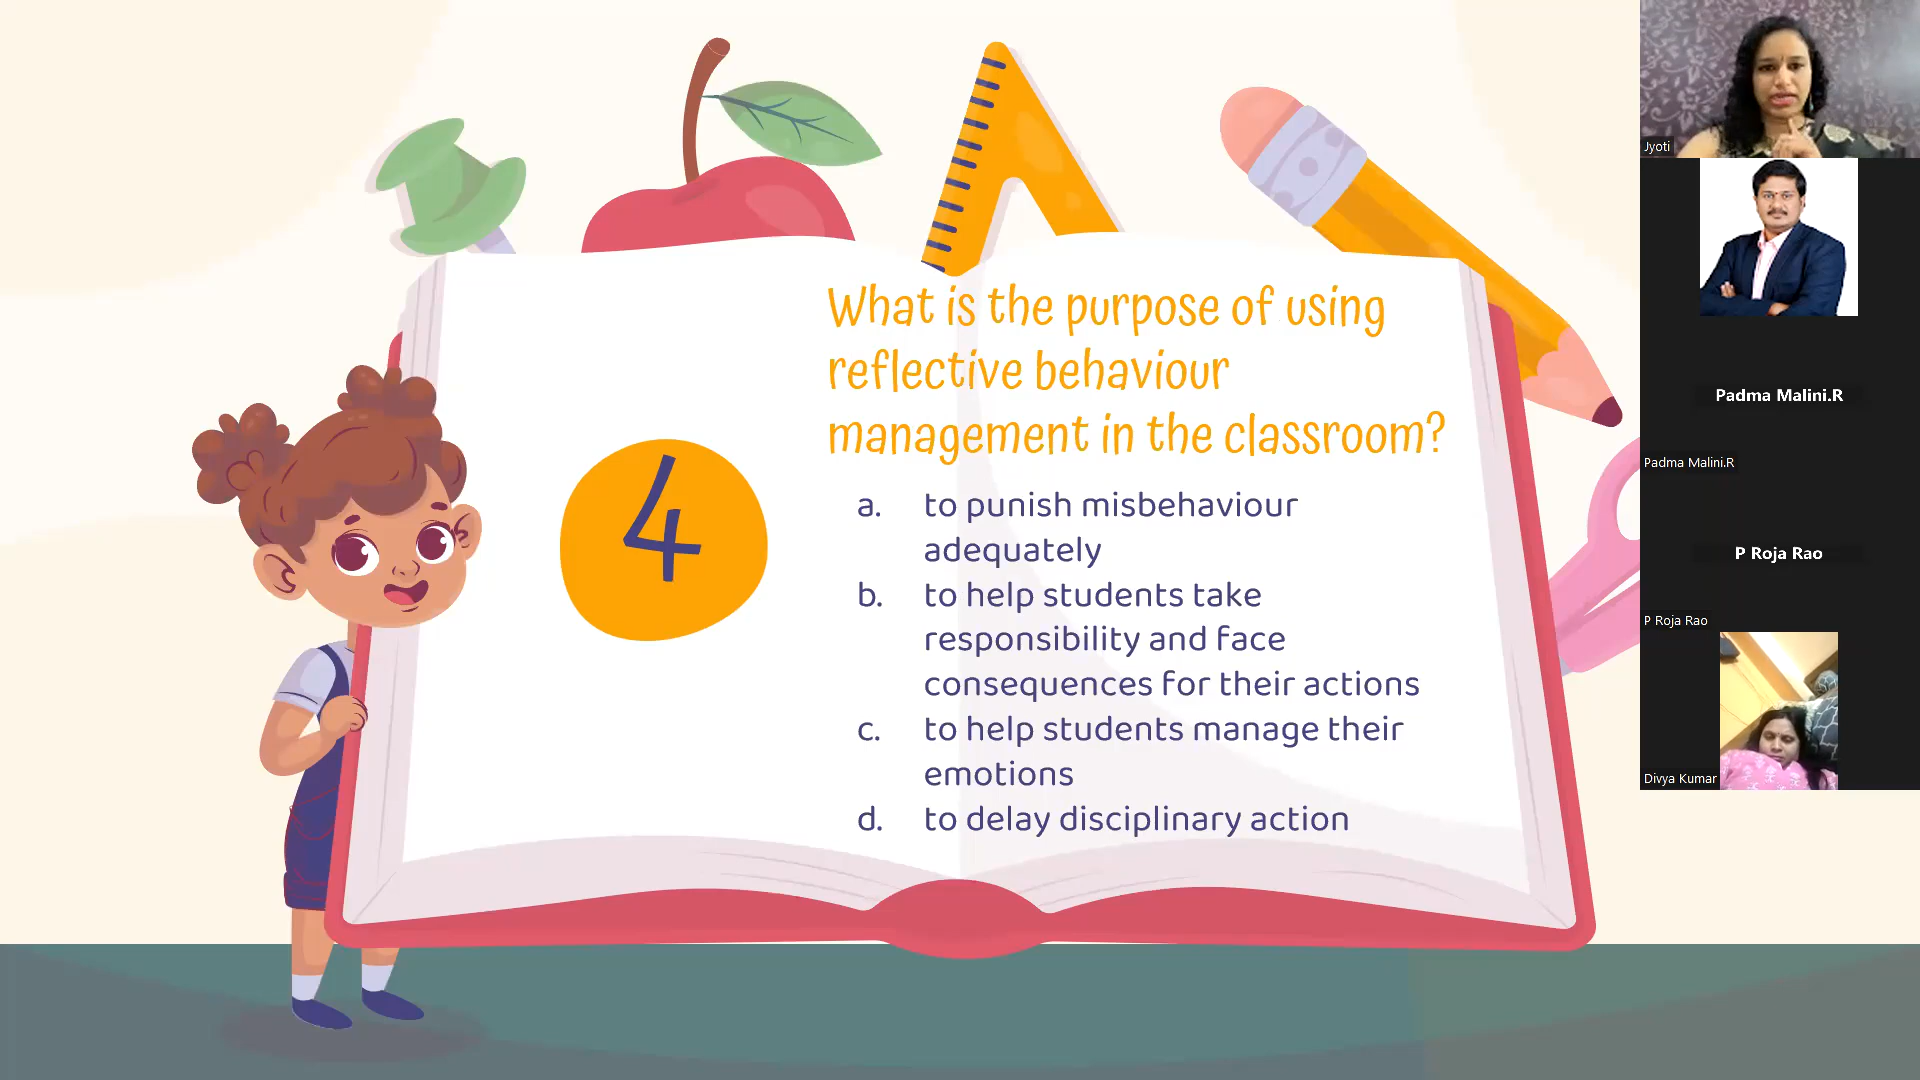 What is the purpose of using
reflective behaviour
management in the classroom?
4
a. to punish misbehaviour
adequately
b. to help students take
responsibility and face
consequences for their actions
c. to help students manage their
emotions
d. to delay disciplinary action
Jyoti
Padma Malini.R
Padma Malini.R
P Roja Rao
P Roja Rao
Divya Kumar